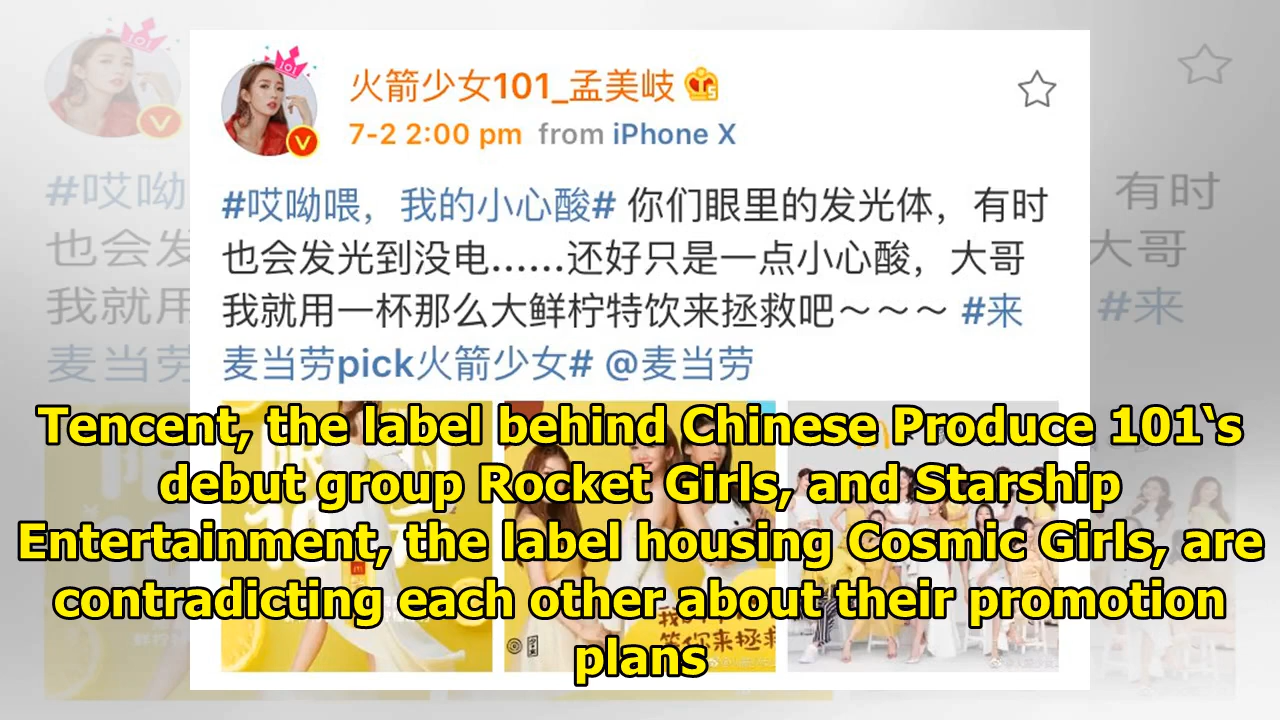 火箭少女101_孟美岐
7-2 2:00 pm from iPhone X
#哎呦喂，我的小心酸# 你们眼里的发光体，有时
也会发光到没电......还好只是一点小心酸，大哥
我就用一杯那么大鲜柠特饮来拯救吧～～～ #来
麦当劳pick火箭少女# @麦当劳
Tencent, the label behind Chinese Produce 101‘s
debut group Rocket Girls, and Starship
Entertainment, the label housing Cosmic Girls, are
contradicting each other about their promotion
plans